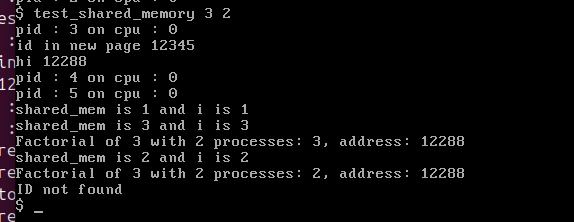 $ test_shared_memory 3 2
pid : 3 on cpu : 0
id in new page 12345
hi 12288
pid : 4 on cpu : 0
pid : 5 on cpu : 0
shared_mem is 1 and i is 1
shared_mem is 3 and i is 3
Factorial of 3 with 2 processes: 3, address: 12288
shared_mem is 2 and i is 2
Factorial of 3 with 2 processes: 2, address: 12288
ID not found
$ _